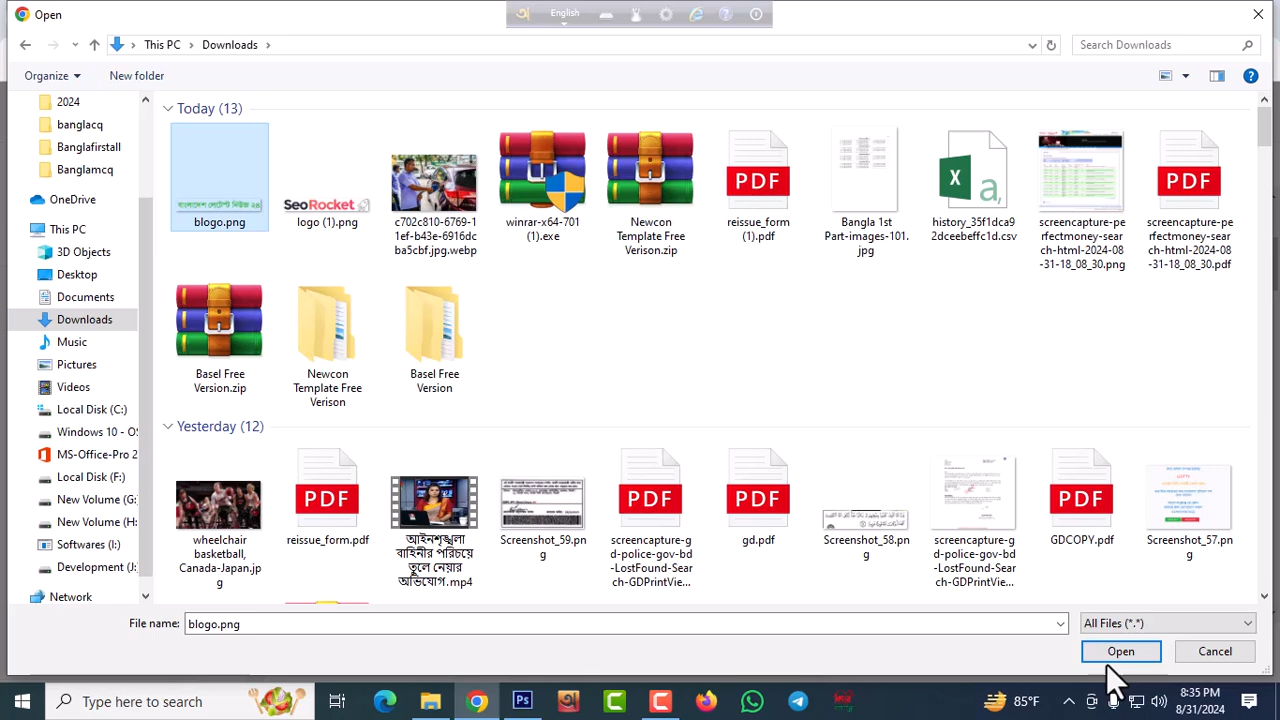 Open
English
This PC
Downloads
Search Downloads
Organize
New folder
2024
banglacq
Banglafirstall
Banglamcq
OneDrive
This PC
3D Objects
Desktop
Documents
Downloads
Music
Pictures
Videos
Local Disk (C:)
Windows 10 - OS
MS-Office-Pro 2
Local Disk (F:)
New Volume (G:
New Volume (H:
Softwares (I:)
Development (J:
Network
Today (13)
বাংলাদেশ লেটেস্ট নিউজ ২৪
blogo.png
SeoRocket
logo (1).png
c702c810-6769-1
1ef-b43e-6916dc
ba5cbf.jpg.webp
winrar-x64-701
(1).exe
Newcon
Template Free
Verison.zip
PDF
reissue_form
(1).pdf
Bangla 1st
Part-images-101.
jpg
X a,
history_35f1dca9
2dceebeffc1d.csv
screencapture-pe
rfectmoney-sear
ch-html-2024-08
-31-18_08_30.png
PDF
screencapture-pe
rfectmoney-sear
ch-html-2024-08
-31-18_08_30.pdf
Basel Free
Version.zip
Newcon
Template Free
Verison
Basel Free
Version
Yesterday (12)
wheelchair
basketball,
Canada-Japan.jp
g
PDF
reissue_form.pdf
আইনশৃঙ্খলা
বাহিনীর পরিচয়ে
তুলে নেয়ার
অভিযোগ.mp4
Screenshot_59.pn
g
PDF
screencapture-g
d-police-gov-bd
-LostFound-Sear
ch-GDPrintVie...
PDF
gd.pdf
Screenshot_58.pn
g
screencapture-g
d-police-gov-bd
-LostFound-Sear
ch-GDPrintVie...
PDF
GDCOPY.pdf
Screenshot_57.pn
g
File name:
blogo.png
All Files (*.*)
Open
Cancel
Type here to search
Ps
85°F
8:35 PM
8/31/2024